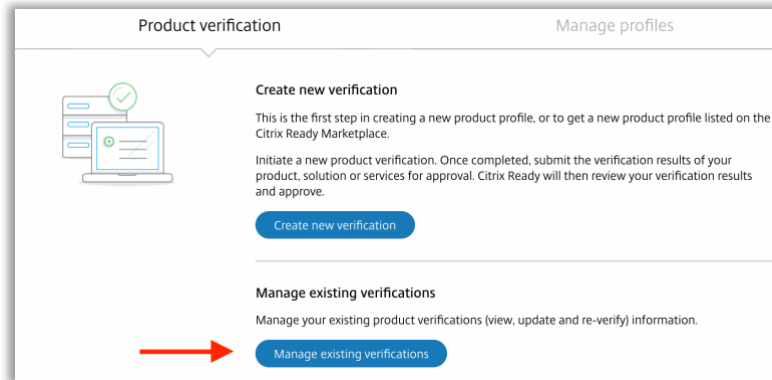 Product verification
Manage profiles
Create new verification
This is the first step in creating a new product profile, or to get a new product profile listed on the
Citrix Ready Marketplace.
Initiate a new product verification. Once completed, submit the verification results of your
product, solution or services for approval. Citrix Ready will then review your verification results
and approve.
Create new verification
Manage existing verifications
Manage your existing product verifications (view, update and re-verify) information.
Manage existing verifications